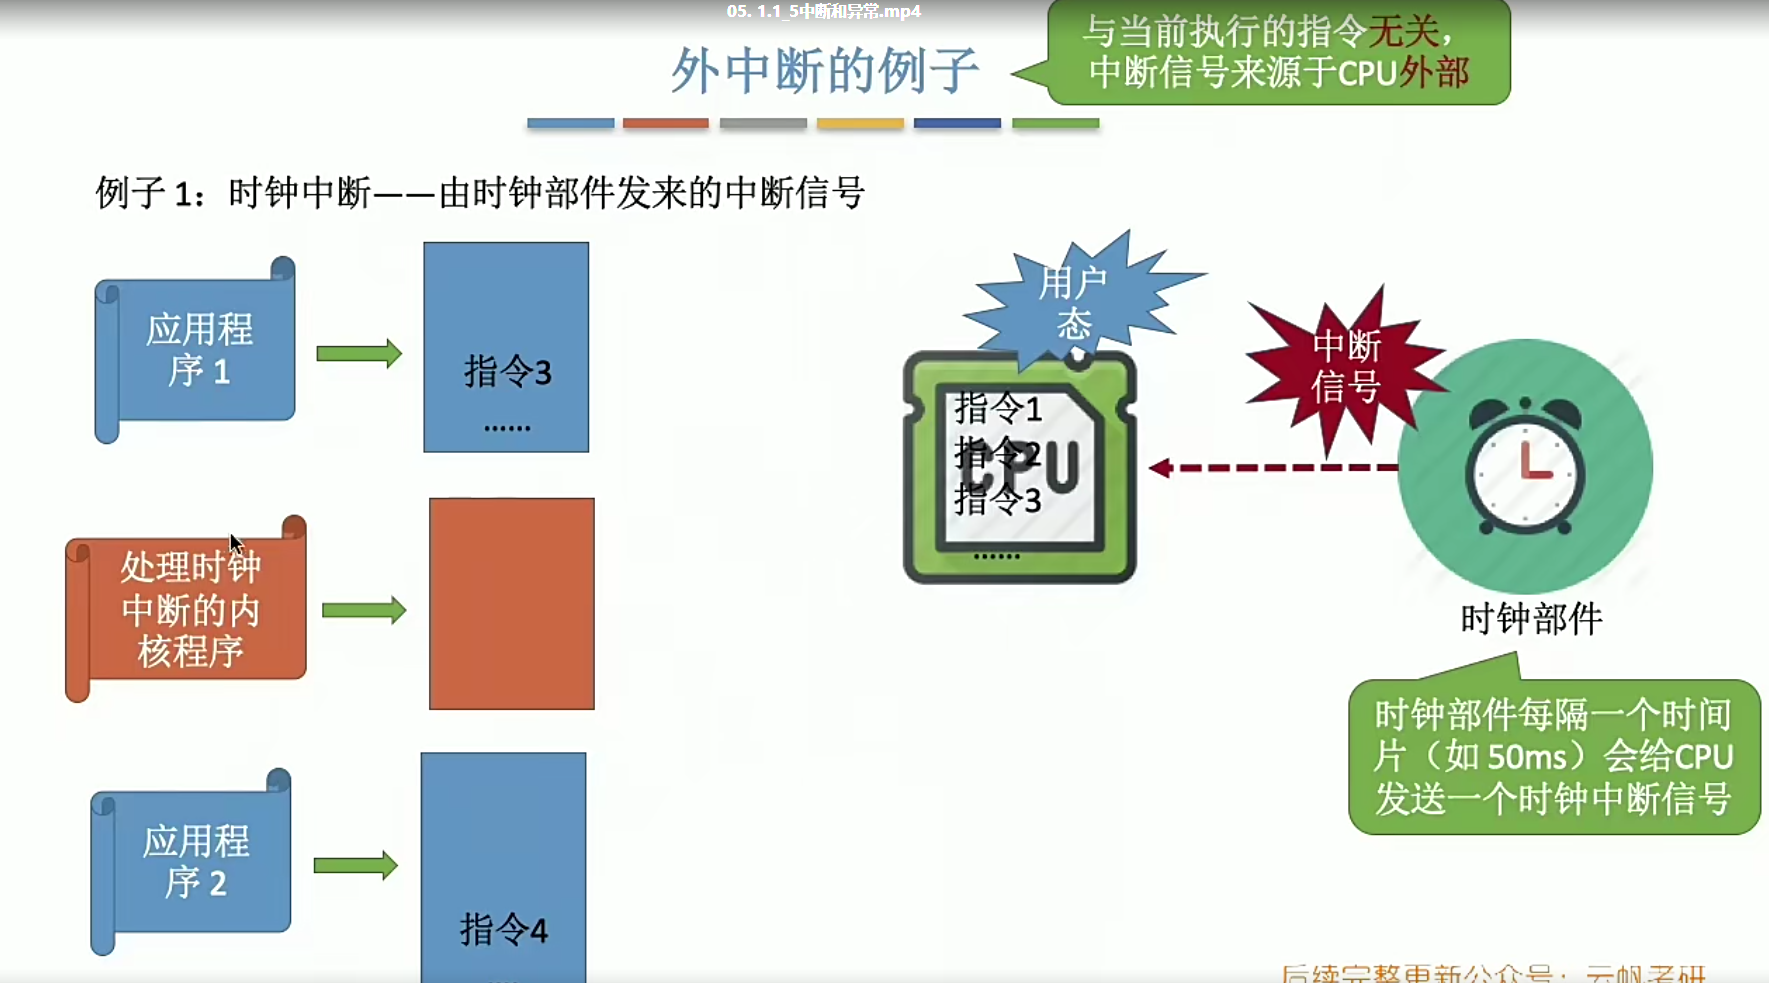 05. 1.1_5中断和异常.mp4
外中断的例子
与当前执行的指令无关，
中断信号来源于CPU外部
例子 1：时钟中断——由时钟部件发来的中断信号
应用程
序 1
指令3
......
处理时钟
中断的内
核程序
应用程
序 2
指令4
用户
态
指令1
指令2
指令3
CPU
......
中断
信号
时钟部件
时钟部件每隔一个时间
片（如 50ms）会给CPU
发送一个时钟中断信号
后续完整更新公众号：云帆考研